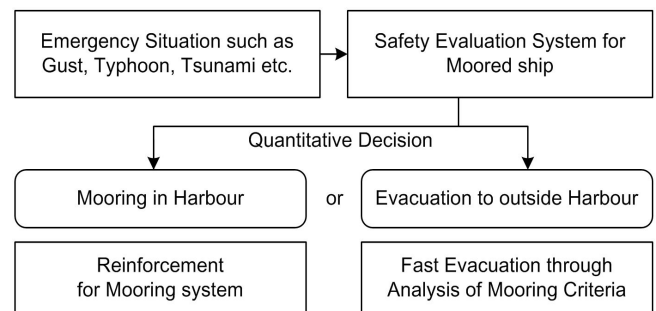 Emergency Situation such as
Gust, Typhoon, Tsunami etc.
Safety Evaluation System for
Moored ship
Quantitative Decision
Mooring in Harbour
or
Evacuation to outside Harbour
Reinforcement
for Mooring system
Fast Evacuation through
Analysis of Mooring Criteria